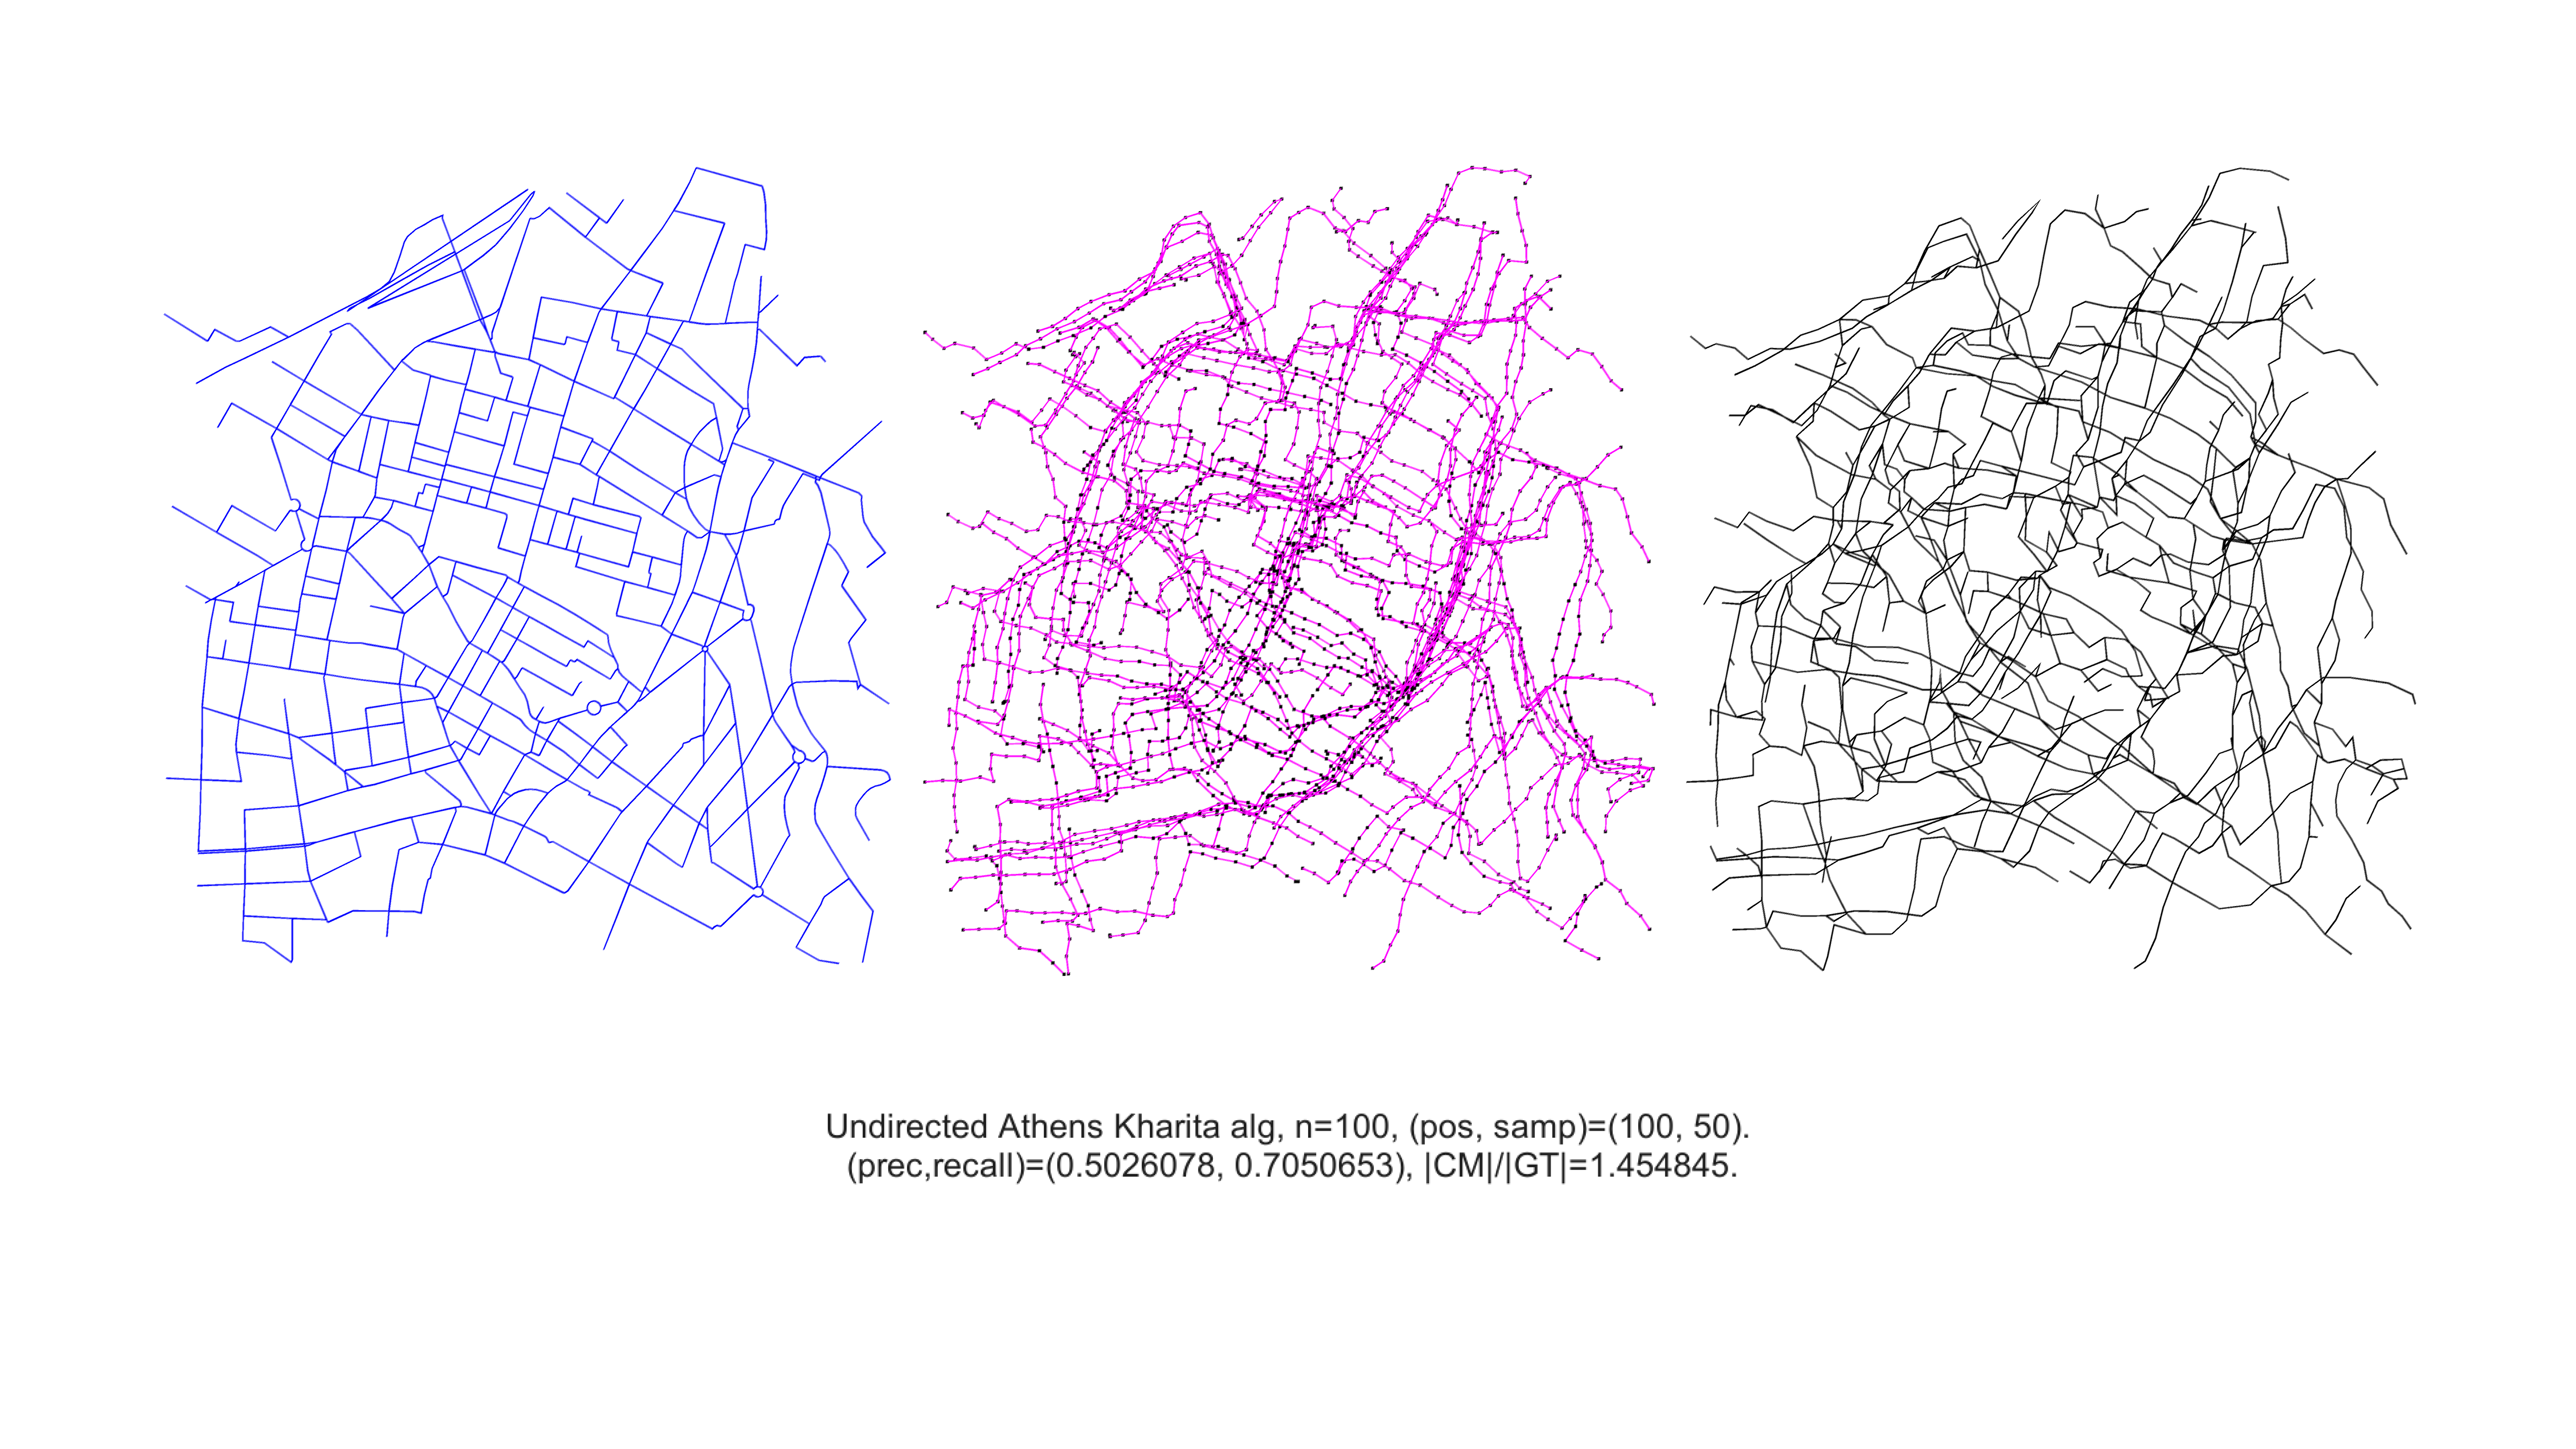 Undirected Athens Kharita alg, n=100, (pos, samp)=(100, 50).
(prec,recall)=(0.5026078, 0.7050653), |CM|/|GT|=1.454845.